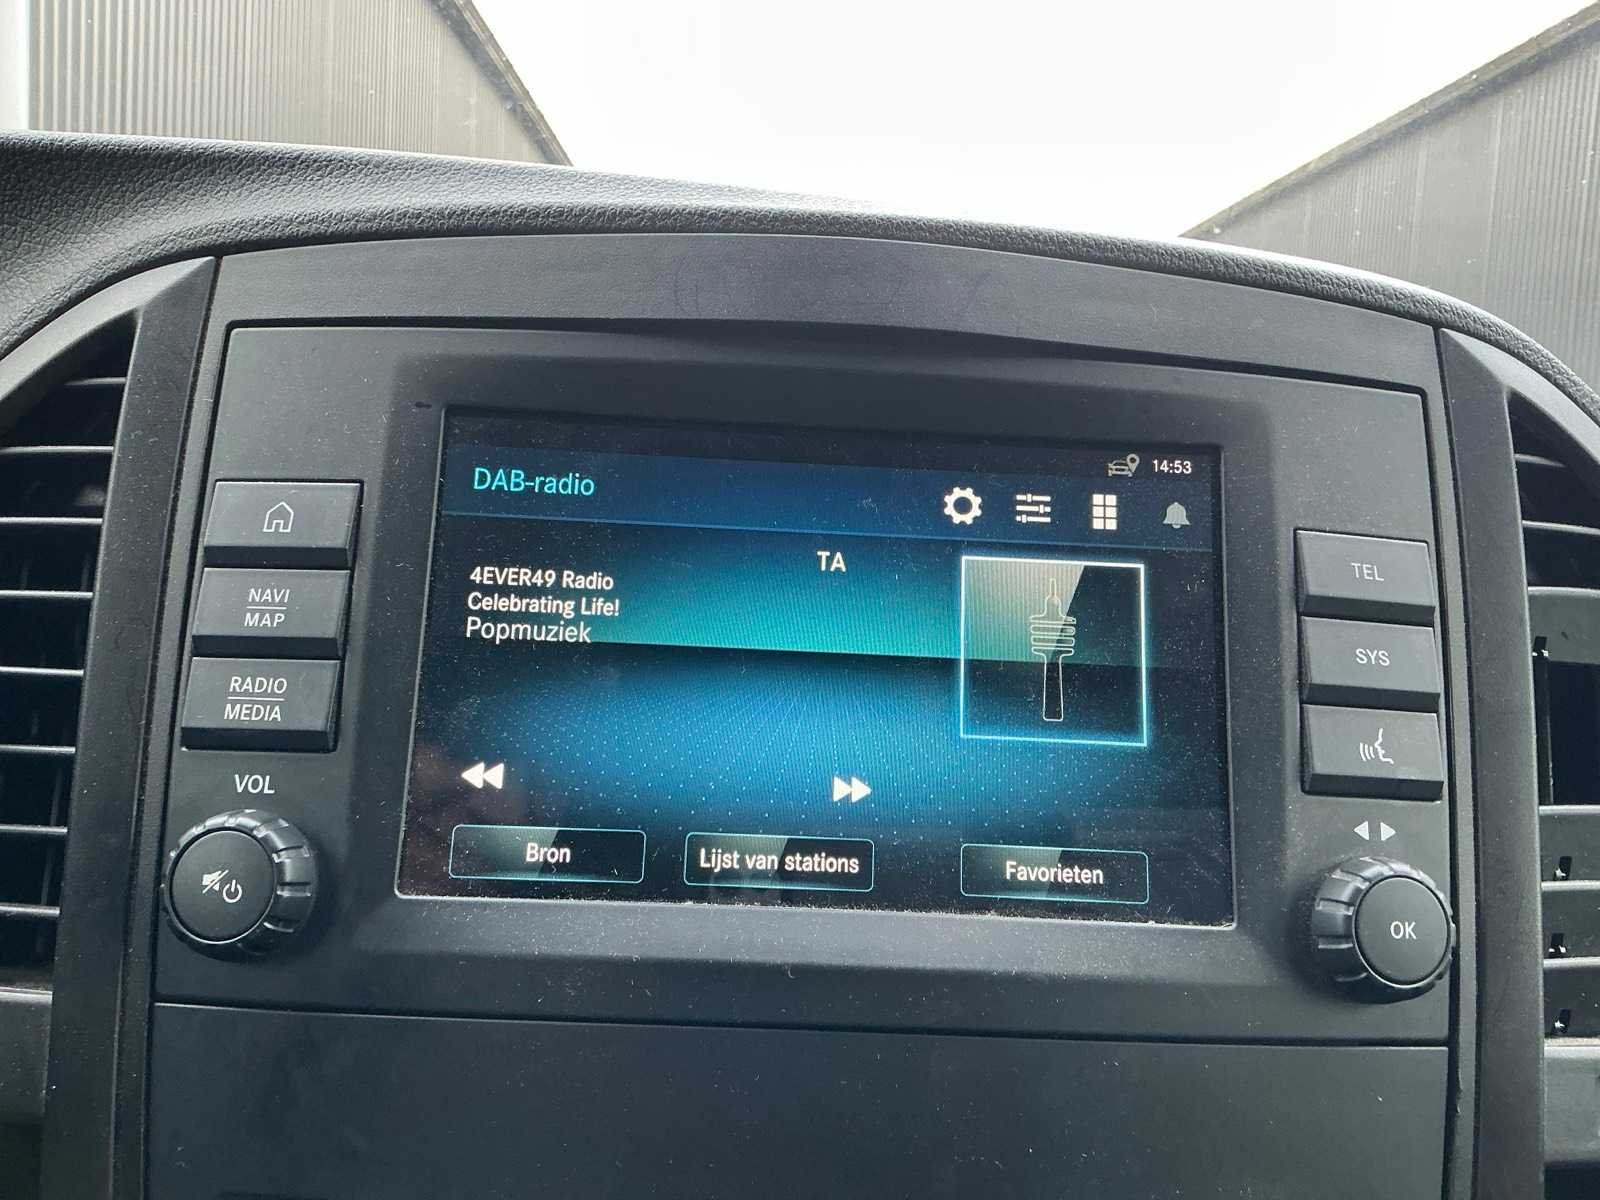 14:53
DAB-radio
TA
4EVER49 Radio
Celebrating Life!
Popmuziek
Bron
Lijst van stations
Favorieten
NAVI
MAP
RADIO
MEDIA
VOL
TEL
SYS
OK